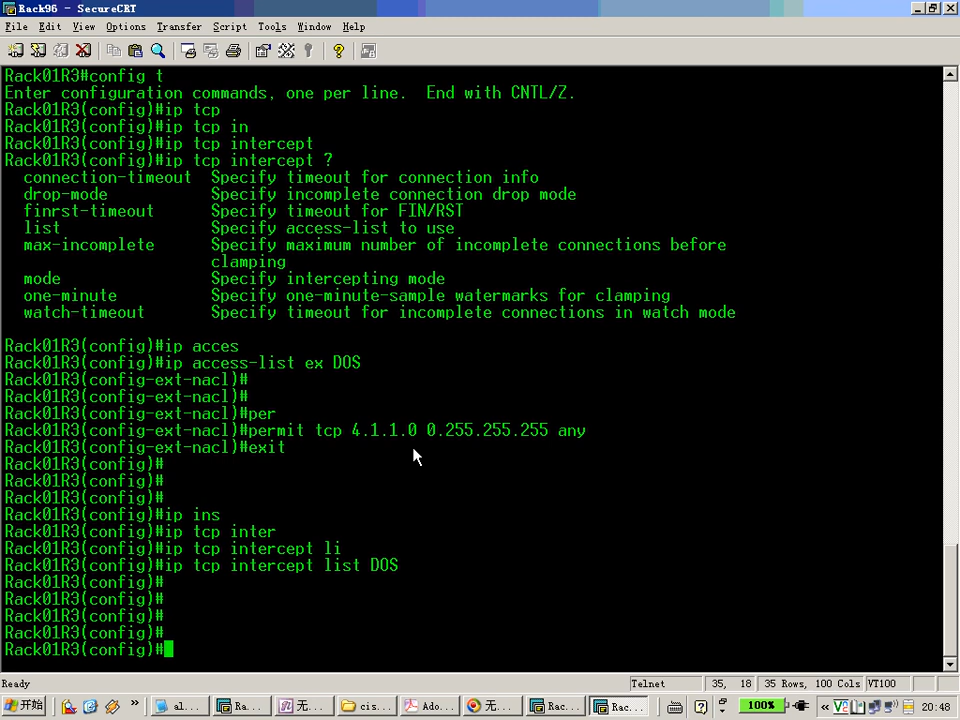 Rack96 - SecureCRT
File Edit View Options Transfer Script Tools Window Help
Rack01R3#config t
Enter configuration commands, one per line.  End with CNTL/Z.
Rack01R3(config)#ip tcp
Rack01R3(config)#ip tcp in
Rack01R3(config)#ip tcp intercept
Rack01R3(config)#ip tcp intercept ?
connection-timeout  Specify timeout for connection info
drop-mode  Specify incomplete connection drop mode
finrst-timeout  Specify timeout for FIN/RST
list  Specify access-list to use
max-incomplete  Specify maximum number of incomplete connections before
clamping
mode  Specify intercepting mode
one-minute  Specify one-minute-sample watermarks for clamping
watch-timeout  Specify timeout for incomplete connections in watch mode
Rack01R3(config)#ip acces
Rack01R3(config)#ip access-list ex DOS
Rack01R3(config-ext-nacl)#
Rack01R3(config-ext-nacl)#
Rack01R3(config-ext-nacl)#per
Rack01R3(config-ext-nacl)#permit tcp 4.1.1.0 0.255.255.255 any
Rack01R3(config-ext-nacl)#exit
Rack01R3(config)#
Rack01R3(config)#
Rack01R3(config)#
Rack01R3(config)#ip ins
Rack01R3(config)#ip tcp inter
Rack01R3(config)#ip tcp intercept li
Rack01R3(config)#ip tcp intercept list DOS
Rack01R3(config)#
Rack01R3(config)#
Rack01R3(config)#
Rack01R3(config)#
Rack01R3(config)#
Ready Telnet 35, 18 35 Rows, 100 Cols VT100
开始 al... Ra... 无... cis... Ado... 无... Rac... Rac... 100% 20:48